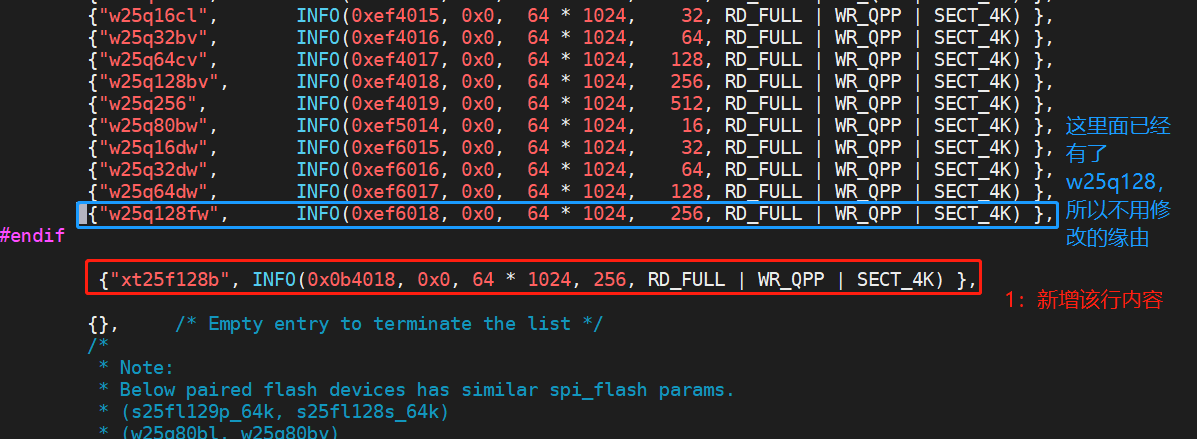 {"w25q16cl", INFO(0xef4015, 0x0, 64 * 1024, 32, RD_FULL | WR_QPP | SECT_4K) },
{"w25q32bv", INFO(0xef4016, 0x0, 64 * 1024, 64, RD_FULL | WR_QPP | SECT_4K) },
{"w25q64cv", INFO(0xef4017, 0x0, 64 * 1024, 128, RD_FULL | WR_QPP | SECT_4K) },
{"w25q128bv", INFO(0xef4018, 0x0, 64 * 1024, 256, RD_FULL | WR_QPP | SECT_4K) },
{"w25q256", INFO(0xef4019, 0x0, 64 * 1024, 512, RD_FULL | WR_QPP | SECT_4K) },
{"w25q80bw", INFO(0xef5014, 0x0, 64 * 1024, 16, RD_FULL | WR_QPP | SECT_4K) },
{"w25q16dw", INFO(0xef6015, 0x0, 64 * 1024, 32, RD_FULL | WR_QPP | SECT_4K) },
{"w25q32dw", INFO(0xef6016, 0x0, 64 * 1024, 64, RD_FULL | WR_QPP | SECT_4K) },
{"w25q64dw", INFO(0xef6017, 0x0, 64 * 1024, 128, RD_FULL | WR_QPP | SECT_4K) },
{"w25q128fw", INFO(0xef6018, 0x0, 64 * 1024, 256, RD_FULL | WR_QPP | SECT_4K) },
这里面已经
有了
w25q128，
所以不用修
改的缘由
#endif
{"xt25f128b", INFO(0x0b4018, 0x0, 64 * 1024, 256, RD_FULL | WR_QPP | SECT_4K) },
1：新增该行内容
{}, /* Empty entry to terminate the list */
/*
* Note:
* Below paired flash devices has similar spi_flash params.
* (s25fl129p_64k, s25fl128s_64k)
* (w25q80bl, w25q80bv)